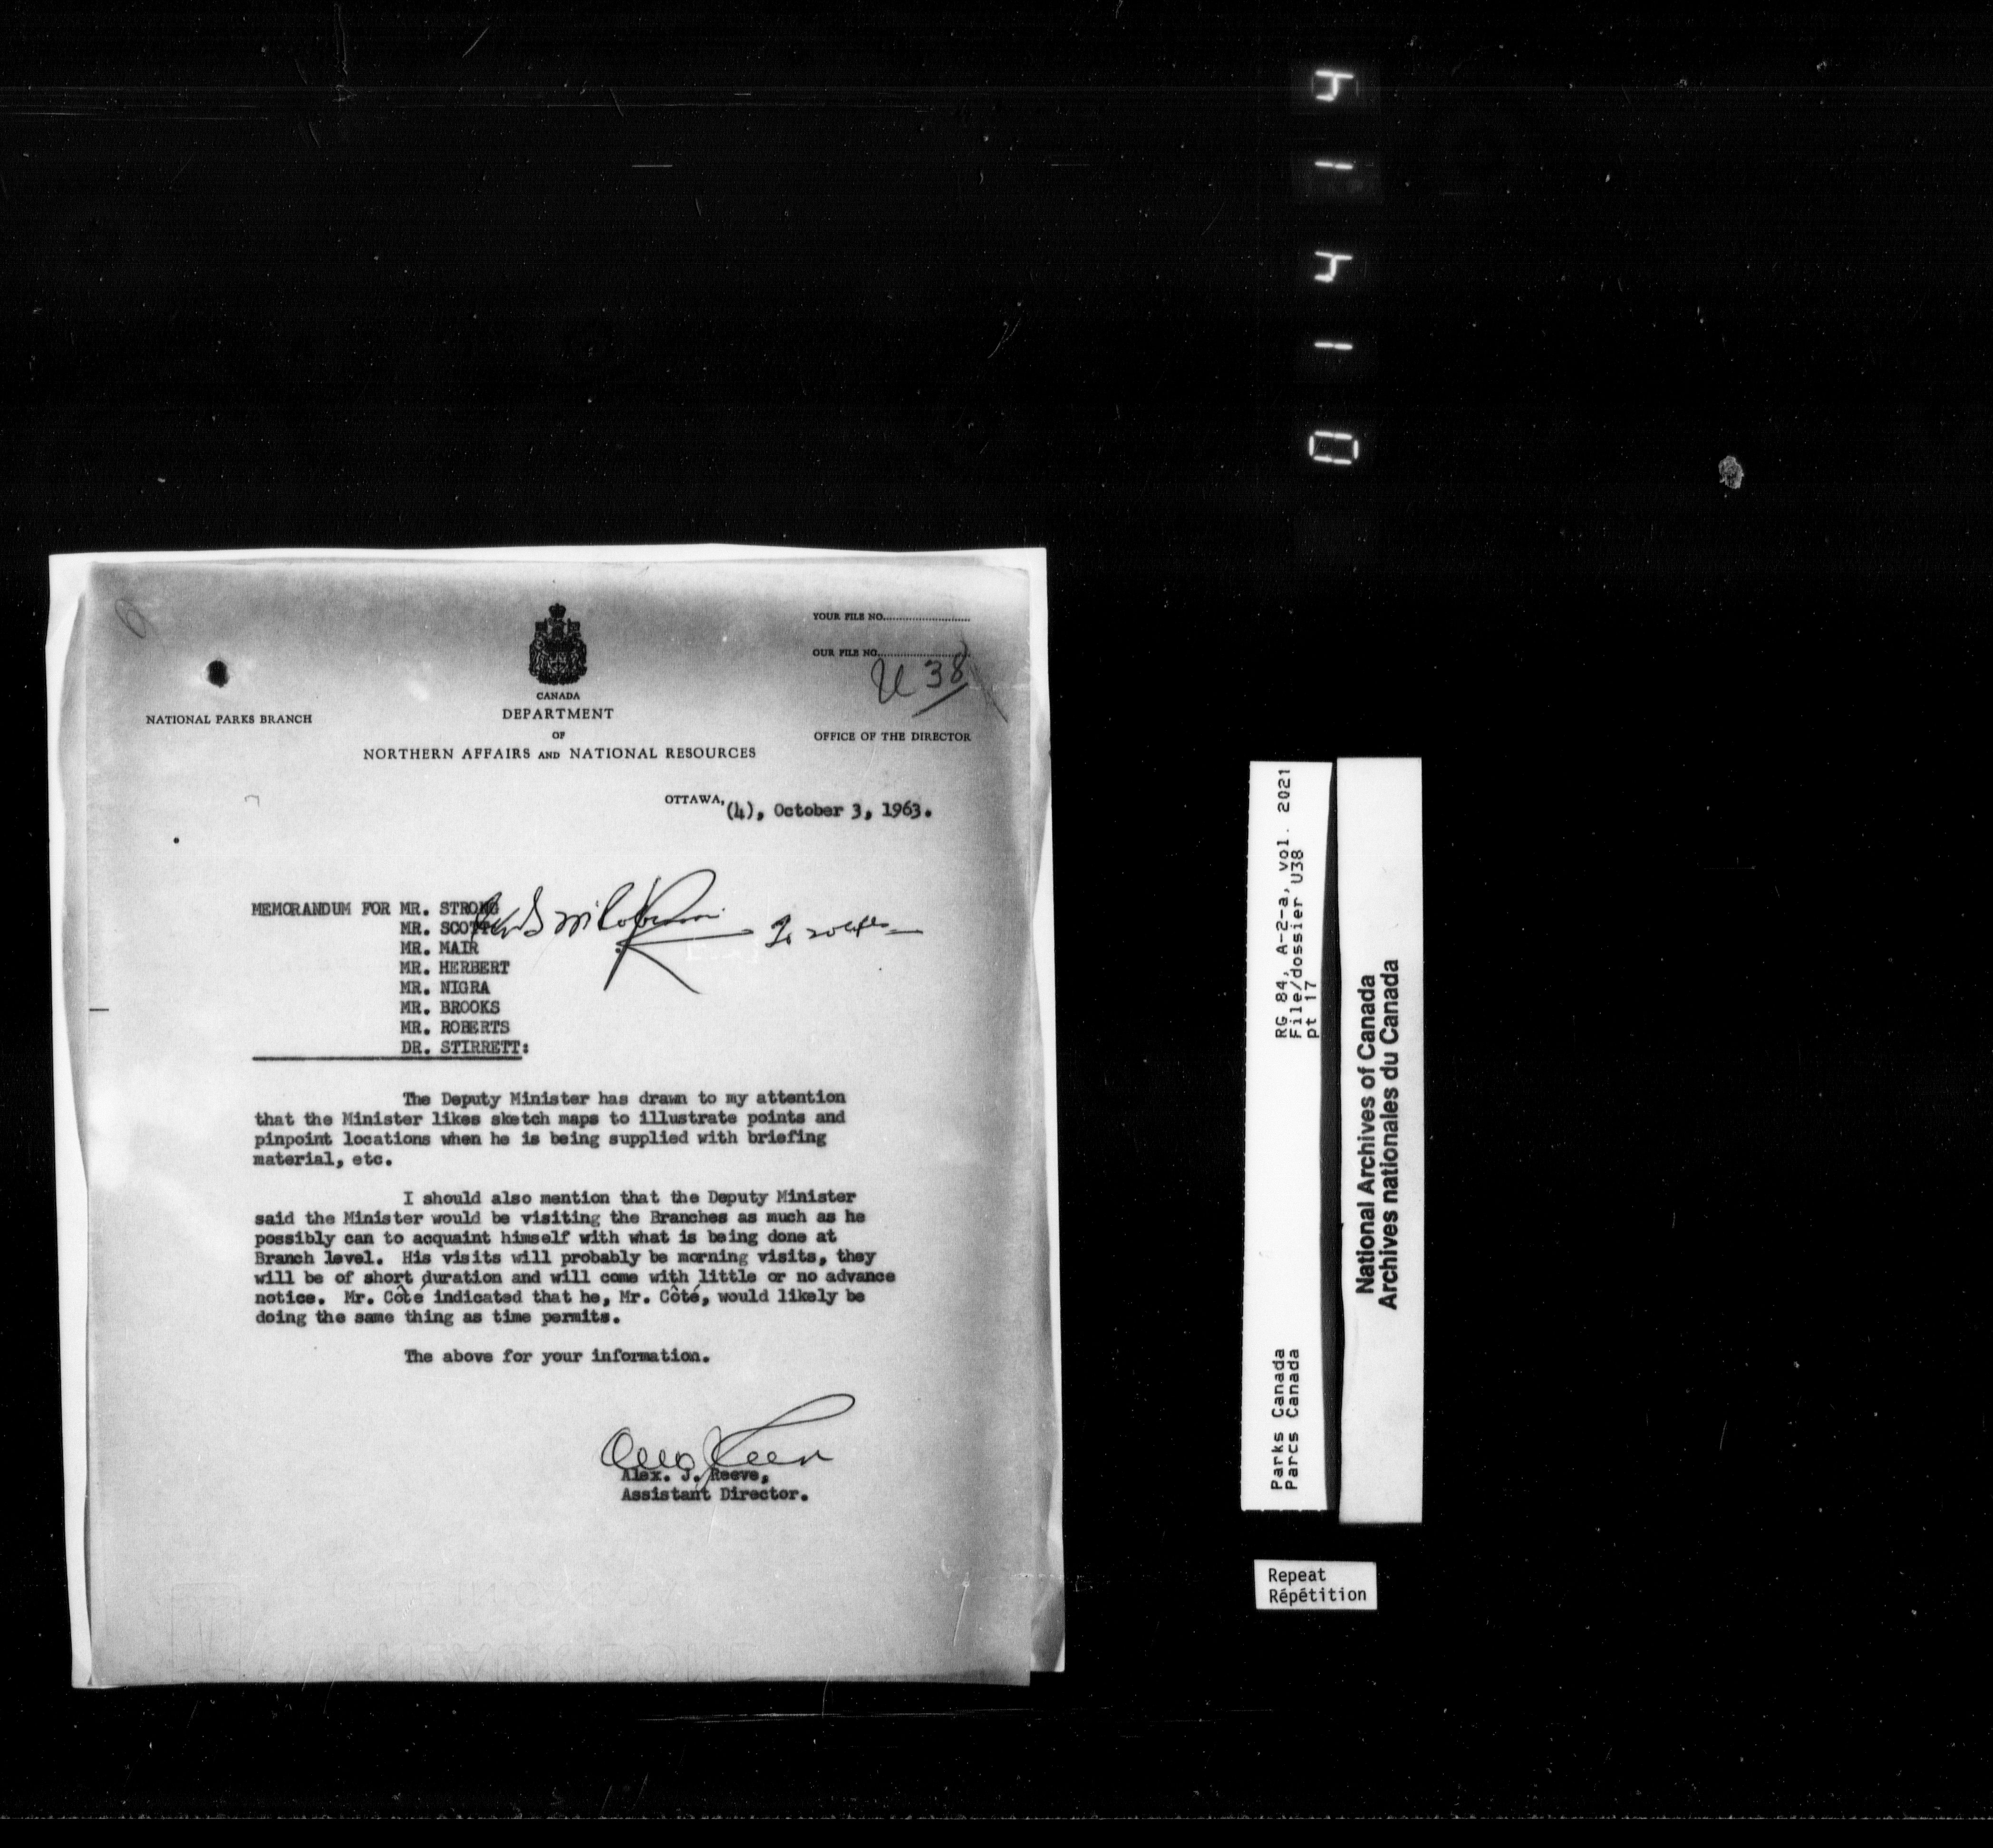 YOUR FILE NO.
OUR FILE NO.
U 38
CANADA
NATIONAL PARKS BRANCH
DEPARTMENT
OF
OFFICE OF THE DIRECTOR
NORTHERN AFFAIRS AND NATIONAL RESOURCES
OTTAWA, (4), October 3, 1963.
MEMORANDUM FOR MR. STRONG
MR. SCOTT
MR. MAIR
MR. HERBERT
MR. NIGRA
MR. BROOKS
MR. ROBERTS
DR. STIRRETT:
The Deputy Minister has drawn to my attention
that the Minister likes sketch maps to illustrate points and
pinpoint locations when he is being supplied with briefing
material, etc.
I should also mention that the Deputy Minister
said the Minister would be visiting the Branches as much as he
possibly can to acquaint himself with what is being done at
Branch level. His visits will probably be morning visits, they
will be of short duration and will come with little or no advance
notice. Mr. Côté indicated that he, Mr. Côté, would likely be
doing the same thing as time permits.
The above for your information.
Alex. J. Reeve,
Assistant Director.
RG 84, A-2-a, vol. 2021
File/dossier U38
pt 17
Parks Canada
Parcs Canada
National Archives of Canada
Archives nationales du Canada
Repeat
Répétition